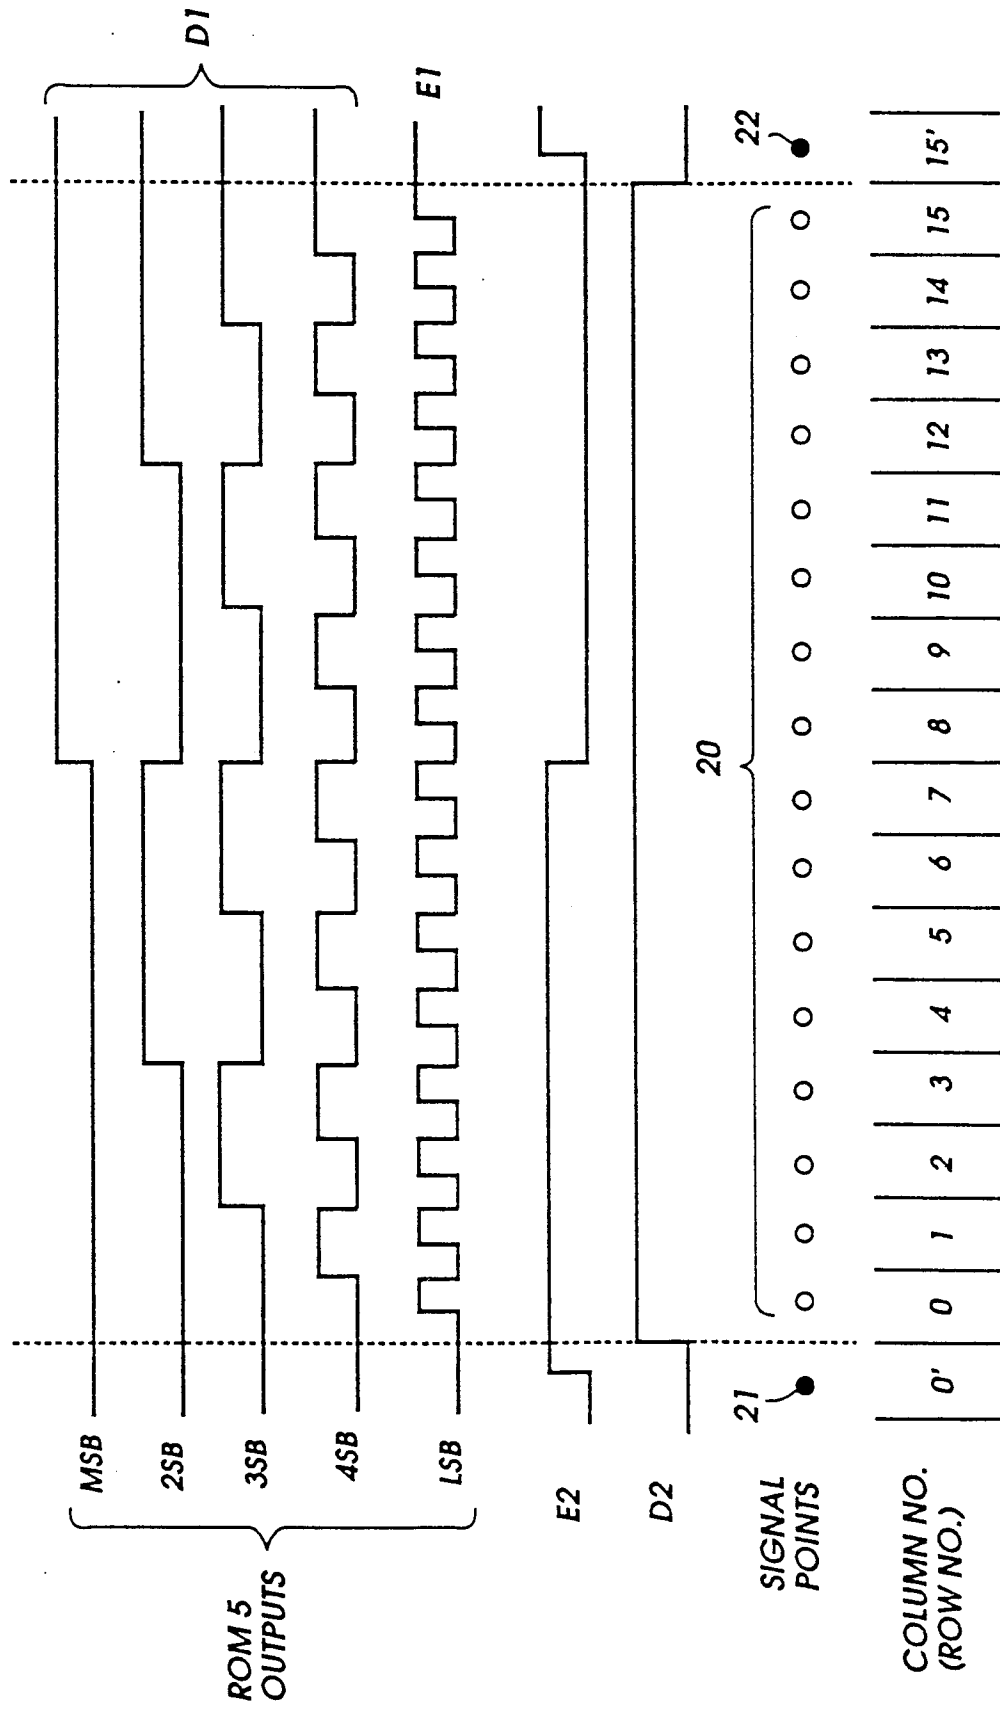 ROM 5
OUTPUTS
MSB
2SB
3SB
4SB
LSB
D1
E1
E2
D2
20
SIGNAL
POINTS
21
22
COLUMN NO.
(ROW NO.)
0' 0 1 2 3 4 5 6 7 8 9 10 11 12 13 14 15 15'